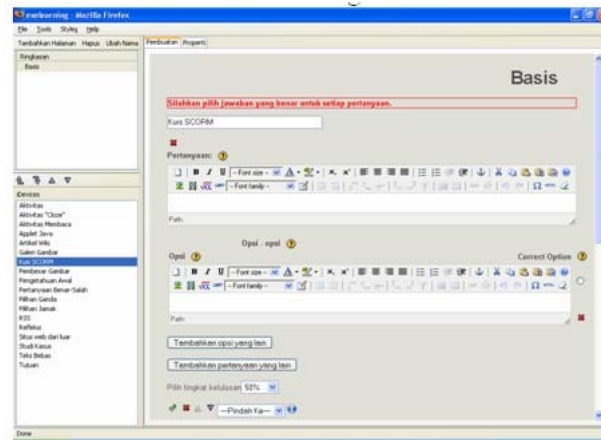 exelearning - Mozilla Firefox
File Tools Styles Help
Tambahkan Halaman Hapus Ubah Nama
Ringkasan
Basis
iDevices
Aktivitas
Aktivitas "Cloze"
Aktivitas Membaca
Applet Java
Artikel Wiki
Galeri Gambar
Kuis SCORM
Pembesar Gambar
Pengetahuan Awal
Pertanyaan Benar-Salah
Pilihan Ganda
Pilihan Jamak
RSS
Refleksi
Situs web dari luar
Studi Kasus
Teks Bebas
Tujuan
Pembuatan Properti
Basis
Silahkan pilih jawaban yang benar untuk setiap pertanyaan.
Kuis SCORM
Pertanyaan:
B I U -- Font size --
-- Font family --
Path:
Opsi - opsi
Opsi Correct Option
B I U -- Font size --
-- Font family --
Path:
Tambahkan opsi yang lain
Tambahkan pertanyaan yang lain
Pilih tingkat kelulusan 50%
---Pindah Ke---
Done